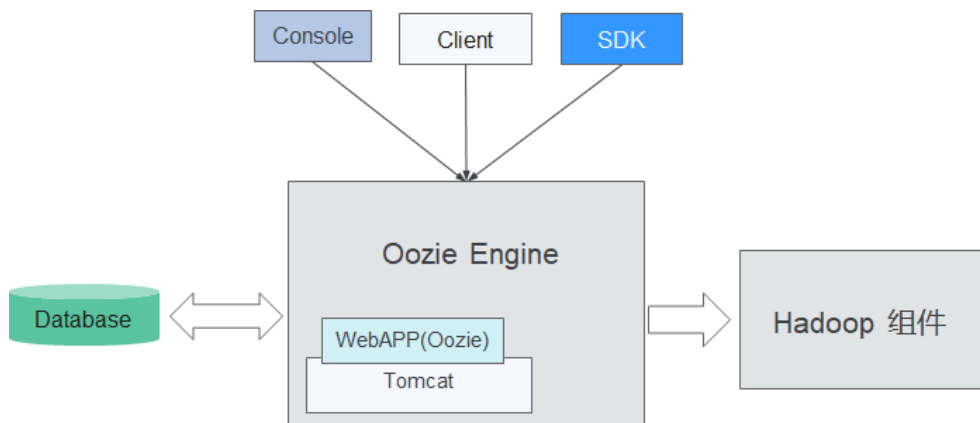 Console
Client
SDK
Oozie Engine
Database
WebAPP(Oozie)
Tomcat
Hadoop 组件